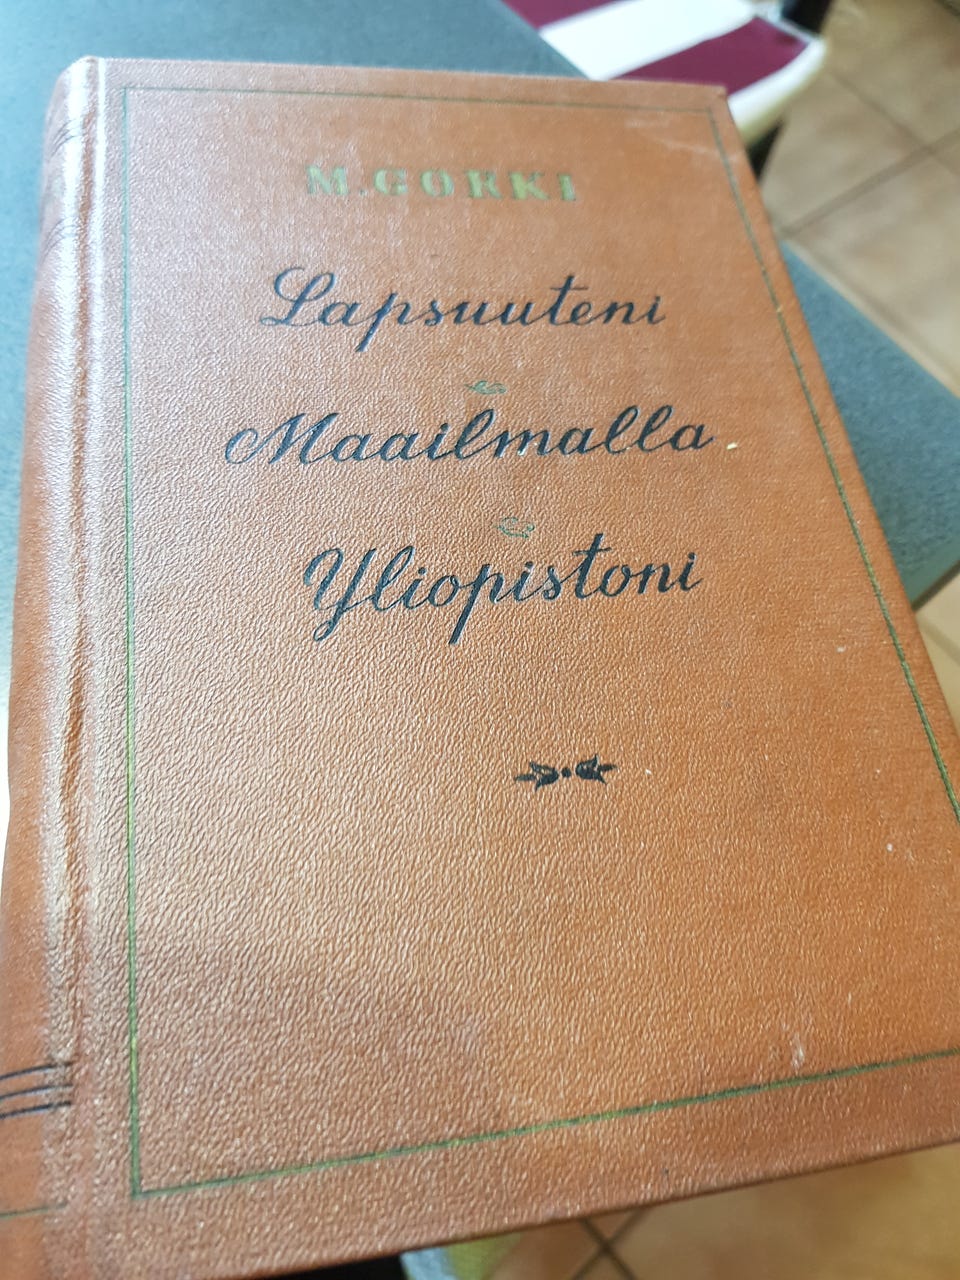 M. GORKI
Lapsuuteni
Maailmalla
Yliopistoni